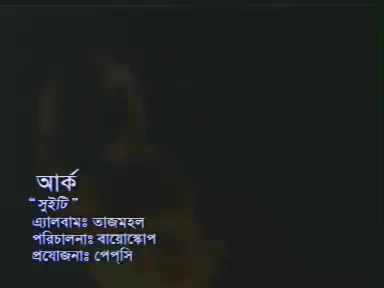 আর্ক
“সুইটি”
এ্যালবামঃ তাজমহল
পরিচালনাঃ বায়োস্কোপ
প্রযোজনাঃ পেপ্সি